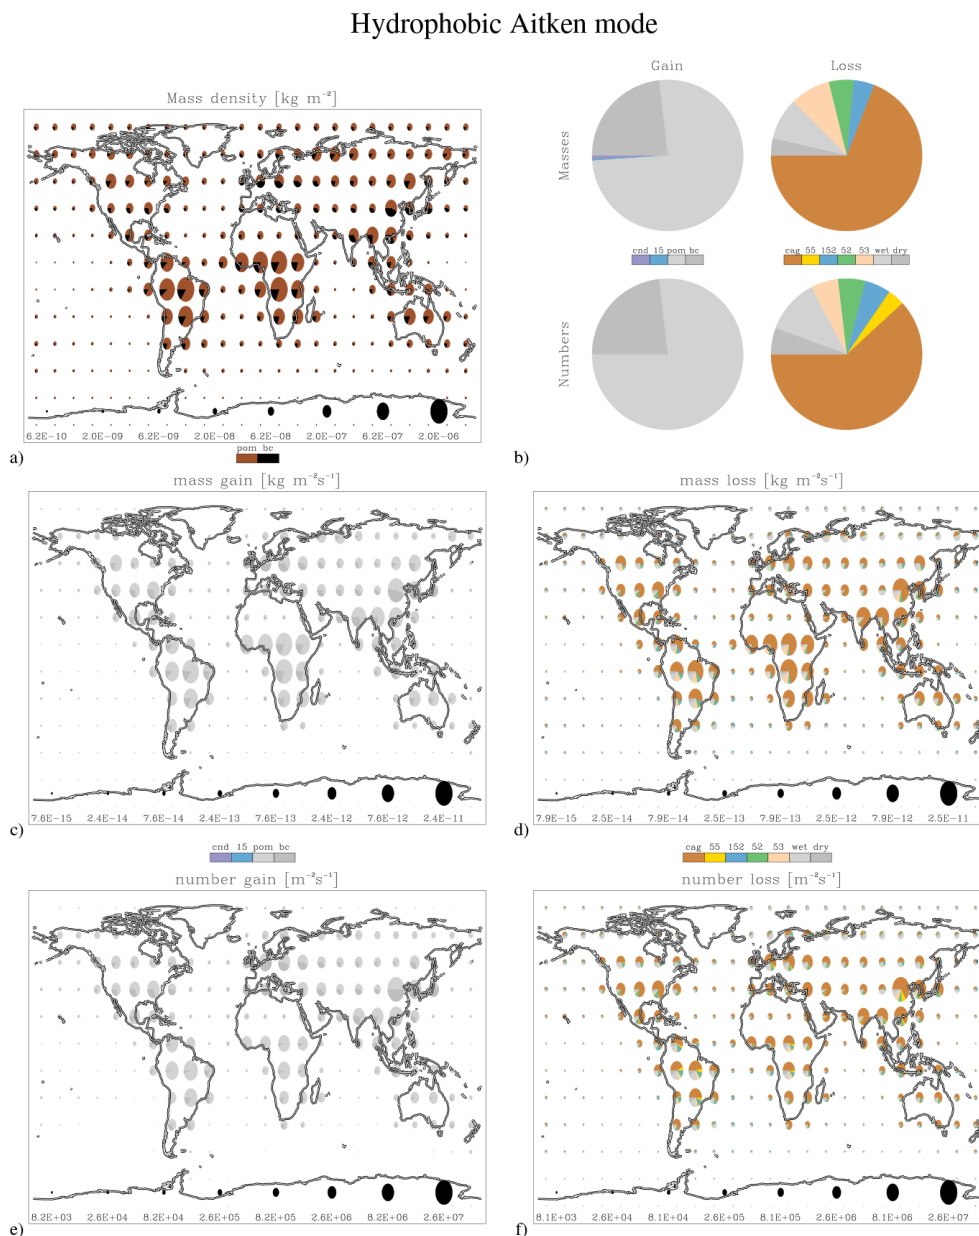 Hydrophobic Aitken mode
Gain Loss
Mass density [kg m⁻²]
Masses
cnd 15 pom bc
cag 55 152 52 53 wet dry
Numbers
6.2E-10 2.0E-09 6.2E-09 2.0E-08 6.2E-08 2.0E-07 6.2E-07 2.0E-06
pom bc
a)
b)
mass gain [kg m⁻²s⁻¹]
mass loss [kg m⁻²s⁻¹]
7.6E-15 2.4E-14 7.6E-14 2.4E-13 7.6E-13 2.4E-12 7.6E-12 2.4E-11
7.9E-15 2.5E-14 7.9E-14 2.5E-13 7.9E-13 2.5E-12 7.9E-12 2.5E-11
c)
d)
cnd 15 pom bc
cag 55 152 52 53 wet dry
number gain [m⁻²s⁻¹]
number loss [m⁻²s⁻¹]
8.2E+03 2.6E+04 8.2E+04 2.6E+05 8.2E+05 2.6E+06 8.2E+06 2.6E+07
8.1E+03 2.6E+04 8.1E+04 2.6E+05 8.1E+05 2.6E+06 8.1E+06 2.6E+07
e)
f)